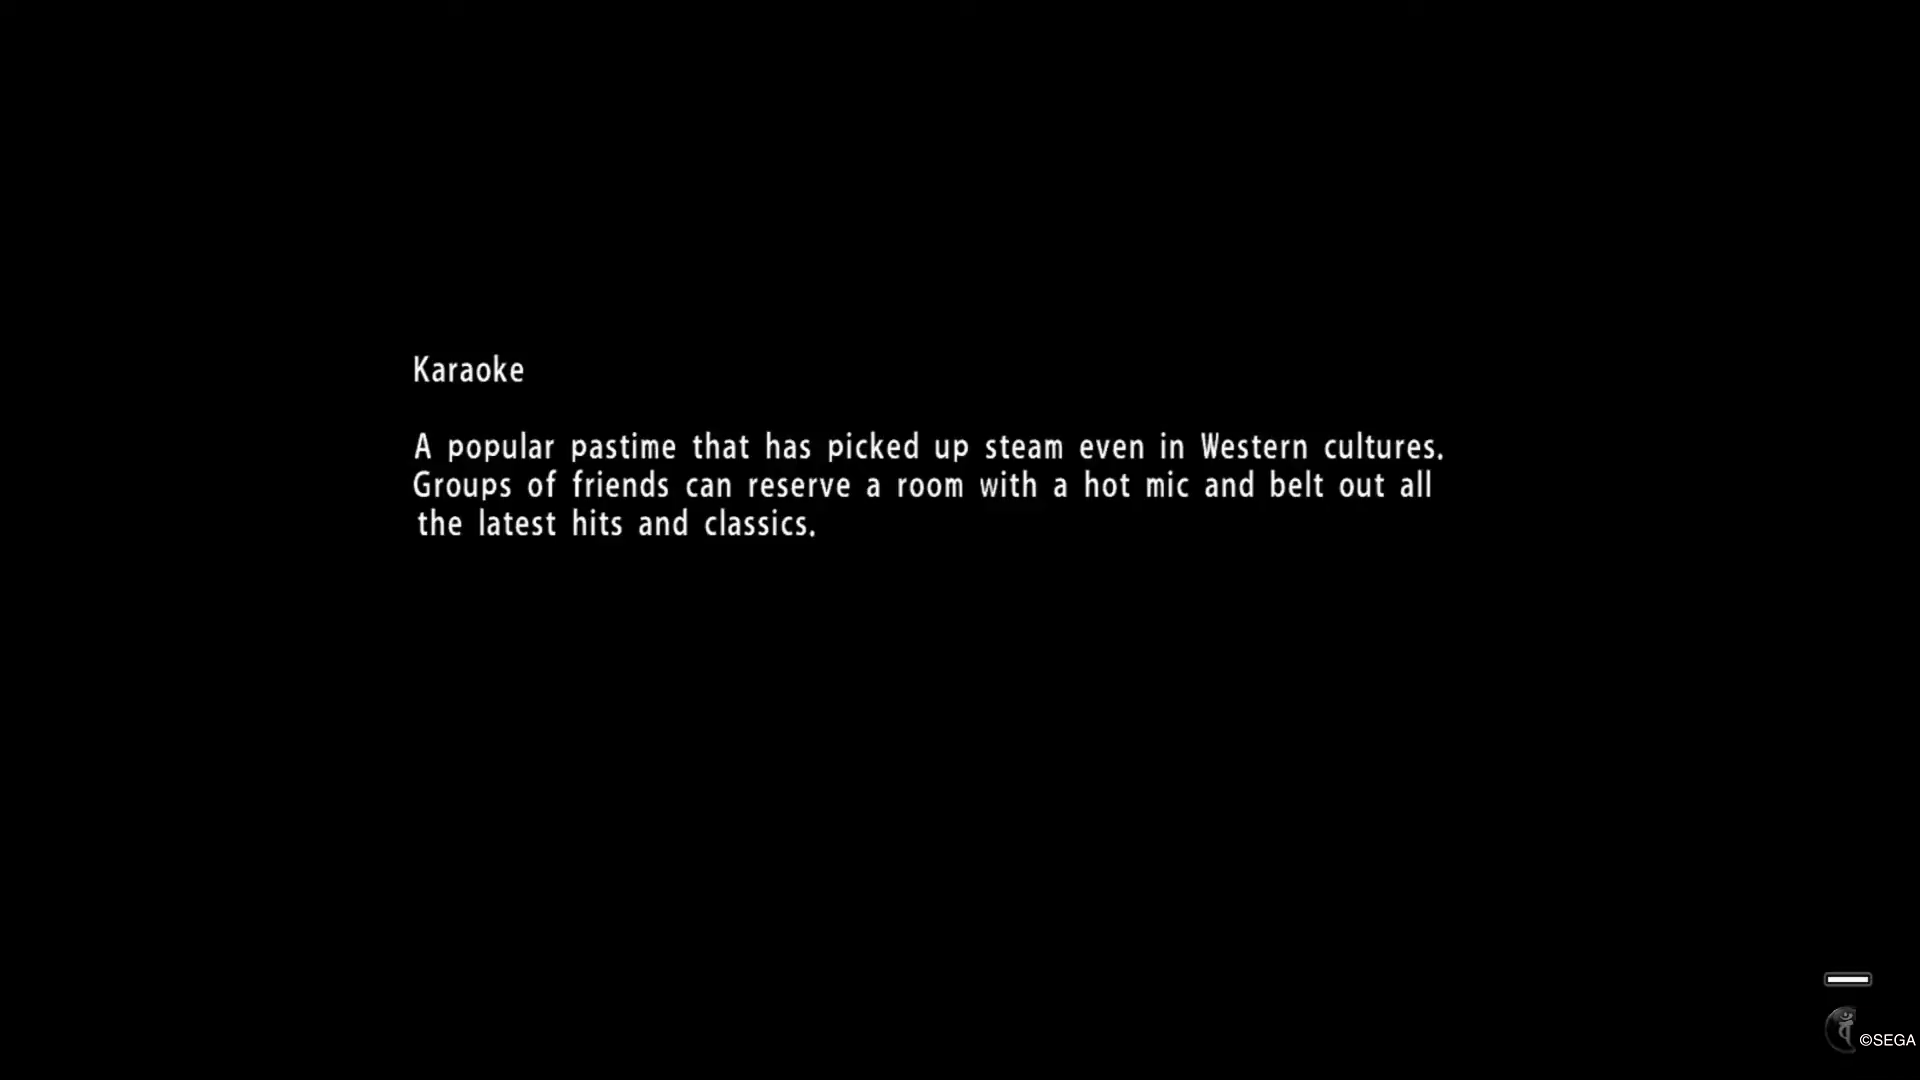 Karaoke
A popular pastime that has picked up steam even in Western cultures.
Groups of friends can reserve a room with a hot mic and belt out all
the latest hits and classics.
©SEGA